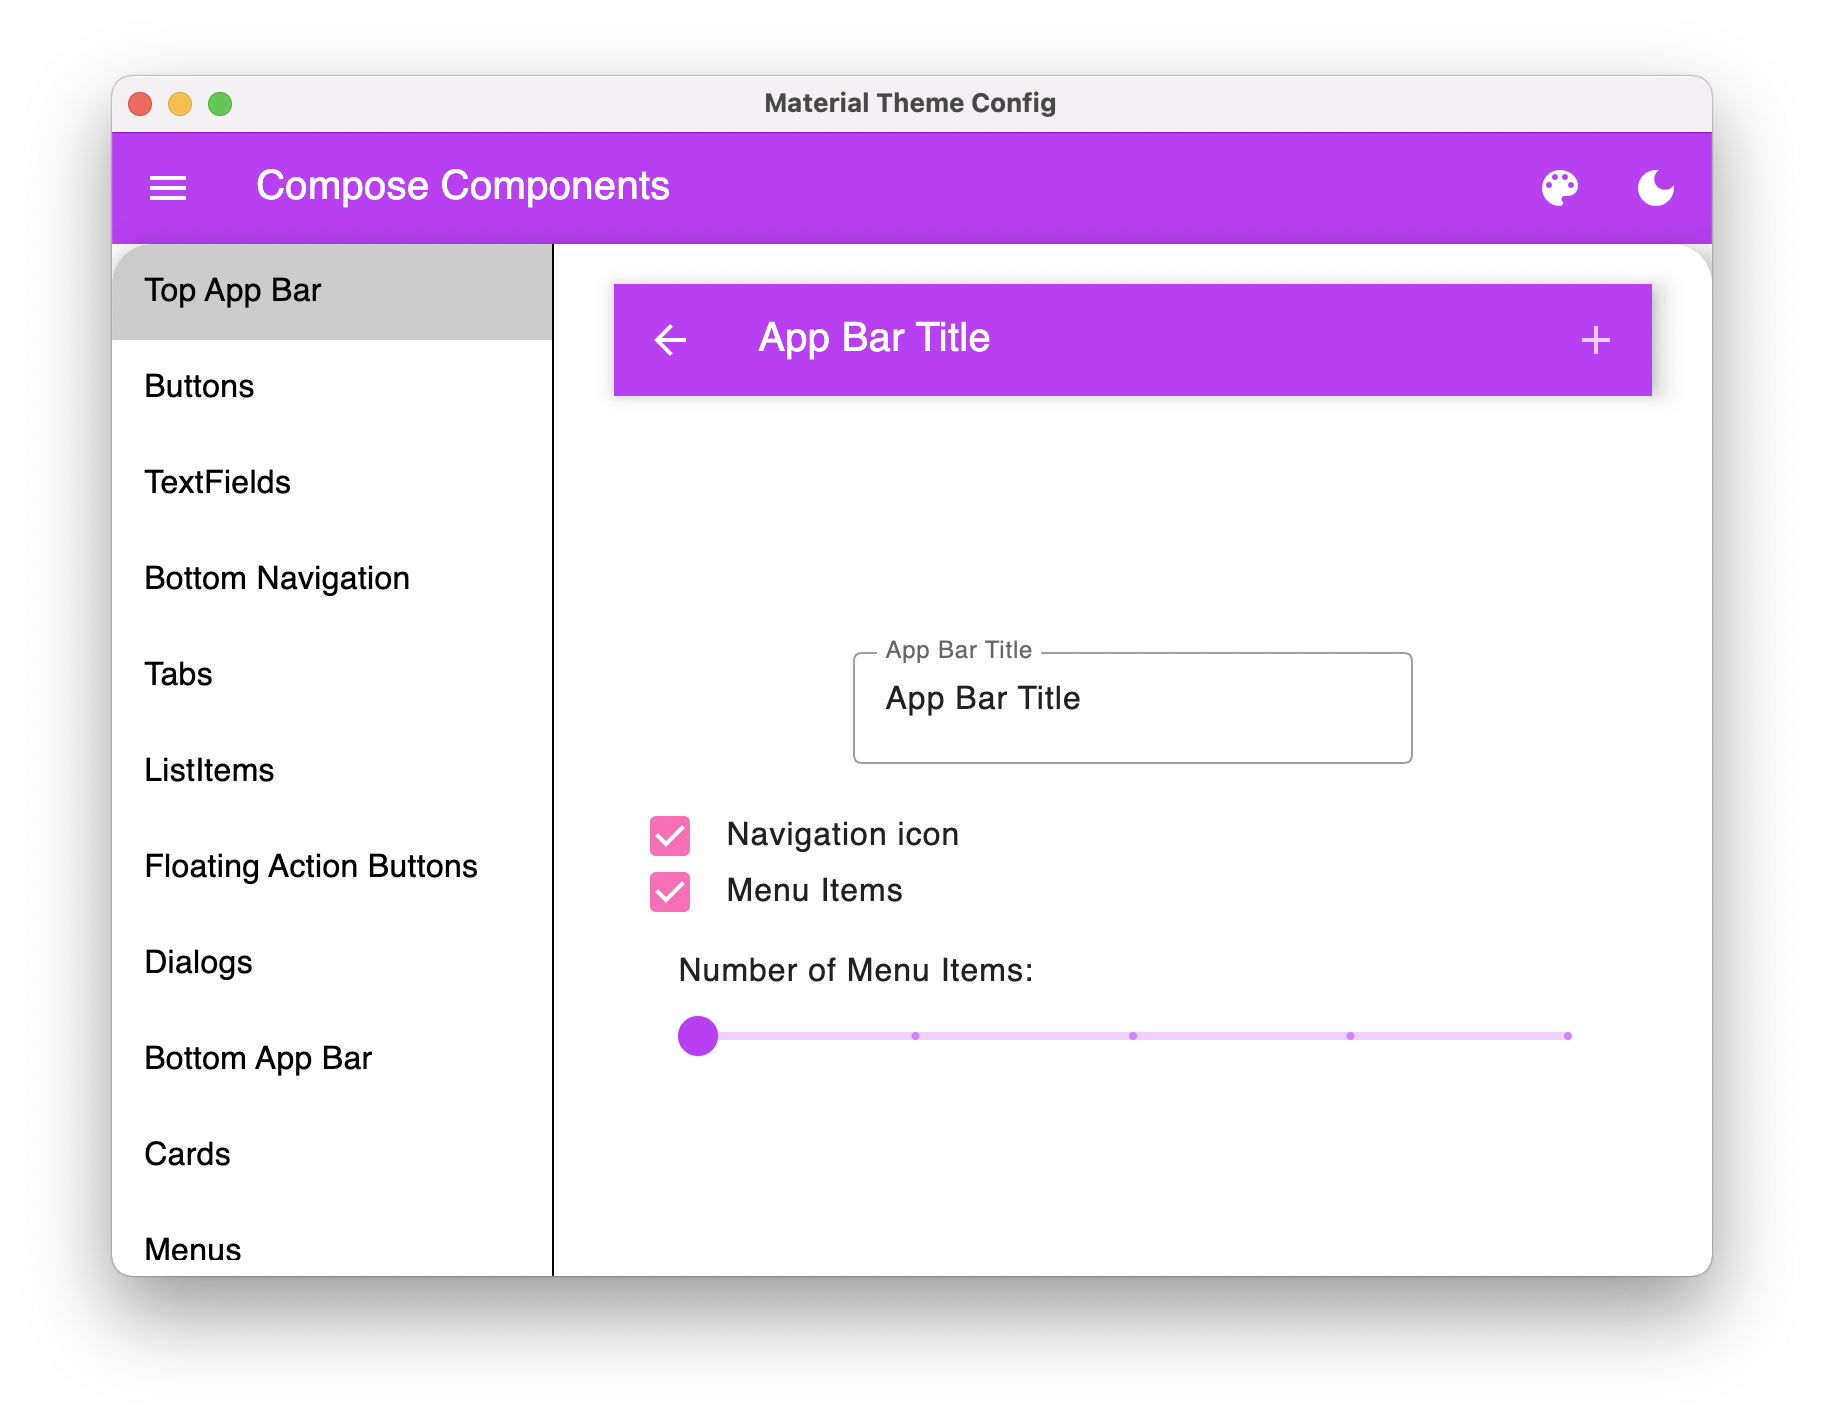 Material Theme Config
Compose Components
Top App Bar
Buttons
TextFields
Bottom Navigation
Tabs
ListItems
Floating Action Buttons
Dialogs
Bottom App Bar
Cards
Menus
App Bar Title
App Bar Title
App Bar Title
Navigation icon
Menu Items
Number of Menu Items: